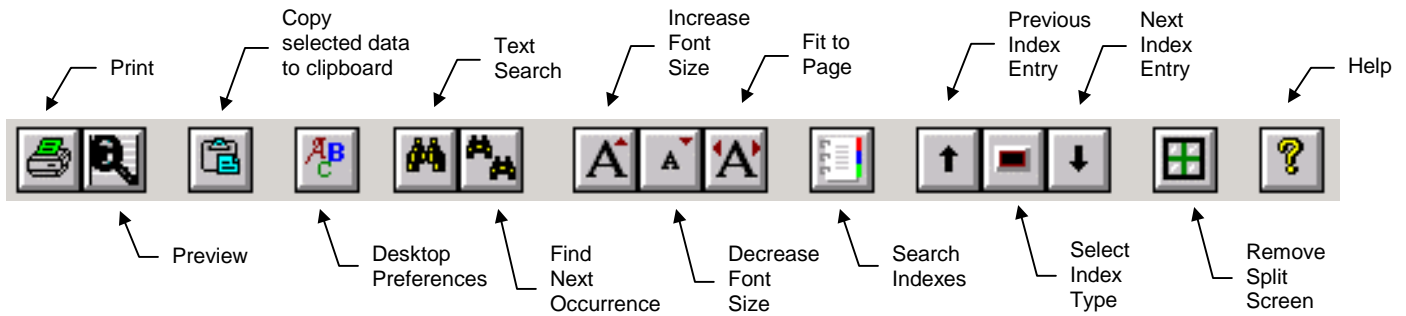 Print
Copy
selected data
to clipboard
Text
Search
Increase
Font
Size
Fit to
Page
Previous
Index
Entry
Next
Index
Entry
Help
Preview
Desktop
Preferences
Find
Next
Occurrence
Decrease
Font
Size
Search
Indexes
Select
Index
Type
Remove
Split
Screen